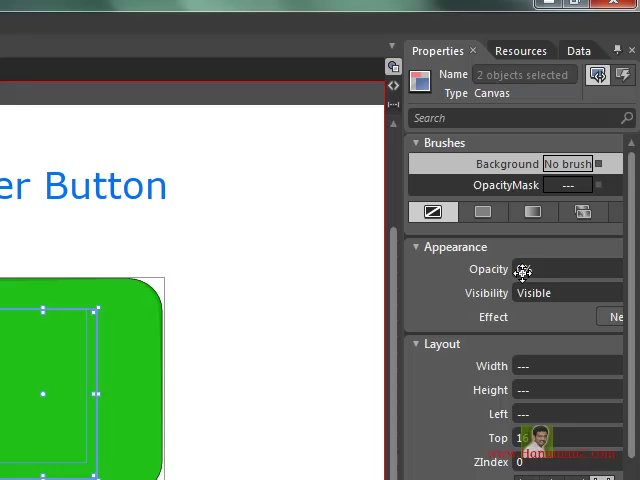 Properties × Resources Data
Name 2 objects selected
Type Canvas
Search
Brushes
Background No brush
OpacityMask ---
er Button
Appearance
Opacity
Visibility Visible
Effect Ne
Layout
Width ---
Height ---
Left ---
Top 16
ZIndex 0